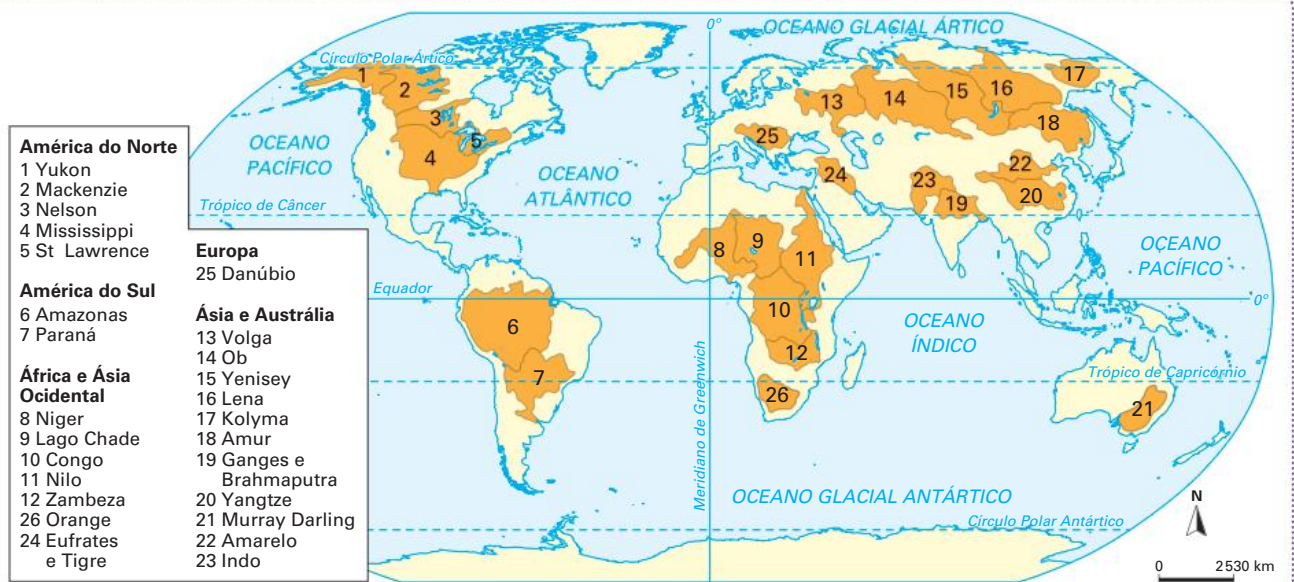 0°
OCEANO GLACIAL ÁRTICO
Círculo Polar Ártico
1
2
3
4
5
13
14
15
16
17
18
25
24
22
23
20
19
OCEANO
PACÍFICO
OCEANO
ATLÂNTICO
Trópico de Câncer
8
9
11
OCEANO
PACÍFICO
Equador
0°
6
10
OCEANO
ÍNDICO
12
7
26
Trópico de Capricórnio
21
Meridiano de Greenwich
OCEANO GLACIAL ANTÁRTICO
Círculo Polar Antártico
N
0 2 530 km
América do Norte
1 Yukon
2 Mackenzie
3 Nelson
4 Mississippi
5 St Lawrence
América do Sul
6 Amazonas
7 Paraná
África e Ásia
Ocidental
8 Niger
9 Lago Chade
10 Congo
11 Nilo
12 Zambeza
26 Orange
24 Eufrates
e Tigre
Europa
25 Danúbio
Ásia e Austrália
13 Volga
14 Ob
15 Yenisey
16 Lena
17 Kolyma
18 Amur
19 Ganges e
Brahmaputra
20 Yangtze
21 Murray Darling
22 Amarelo
23 Indo